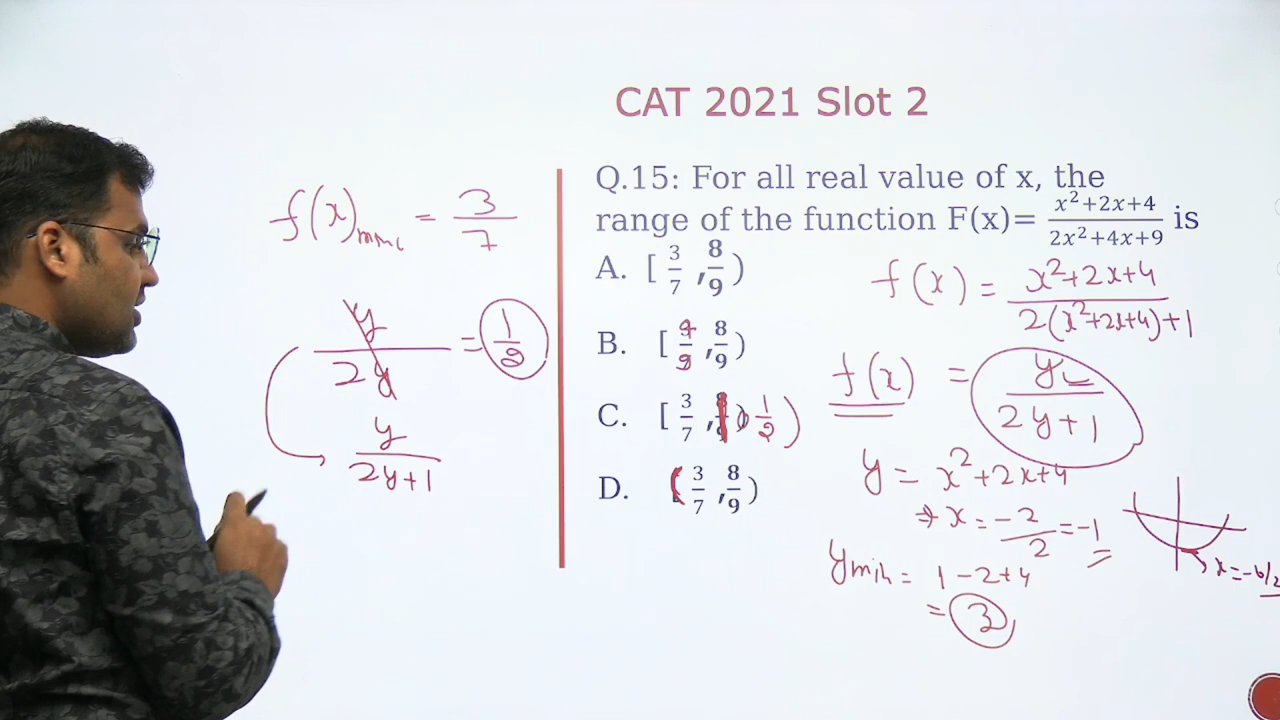 CAT 2021 Slot 2
Q.15: For all real value of x, the
range of the function F(x)= x²+2x+4 / 2x²+4x+9 is
A. [ 3/7 , 8/9 )
B. [ 4/9 , 8/9 )
C. [ 3/7 , 1/2 )
D. ( 3/7 , 8/9 )
f(x)min = 3/7
y / 2y = 1/2
y / 2y+1
f(x) = x²+2x+4 / 2(x²+2x+4)+1
f(x) = y / 2y+1
y = x²+2x+4
→ x = -2/2 = -1
ymin = 1-2+4
= 3
x = -b/2